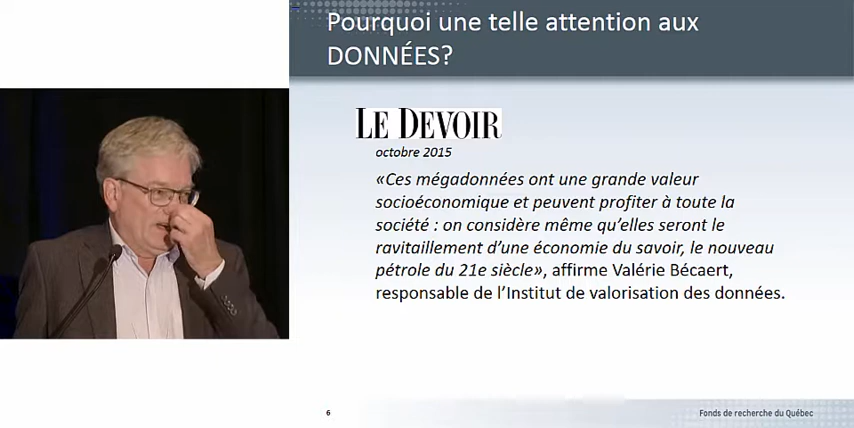 Pourquoi une telle attention aux
DONNÉES?
LE DEVOIR
octobre 2015
«Ces mégadonnées ont une grande valeur
socioéconomique et peuvent profiter à toute la
société : on considère même qu’elles seront le
ravitaillement d’une économie du savoir, le nouveau
pétrole du 21e siècle», affirme Valérie Bécaert,
responsable de l’Institut de valorisation des données.
6
Fonds de recherche du Québec